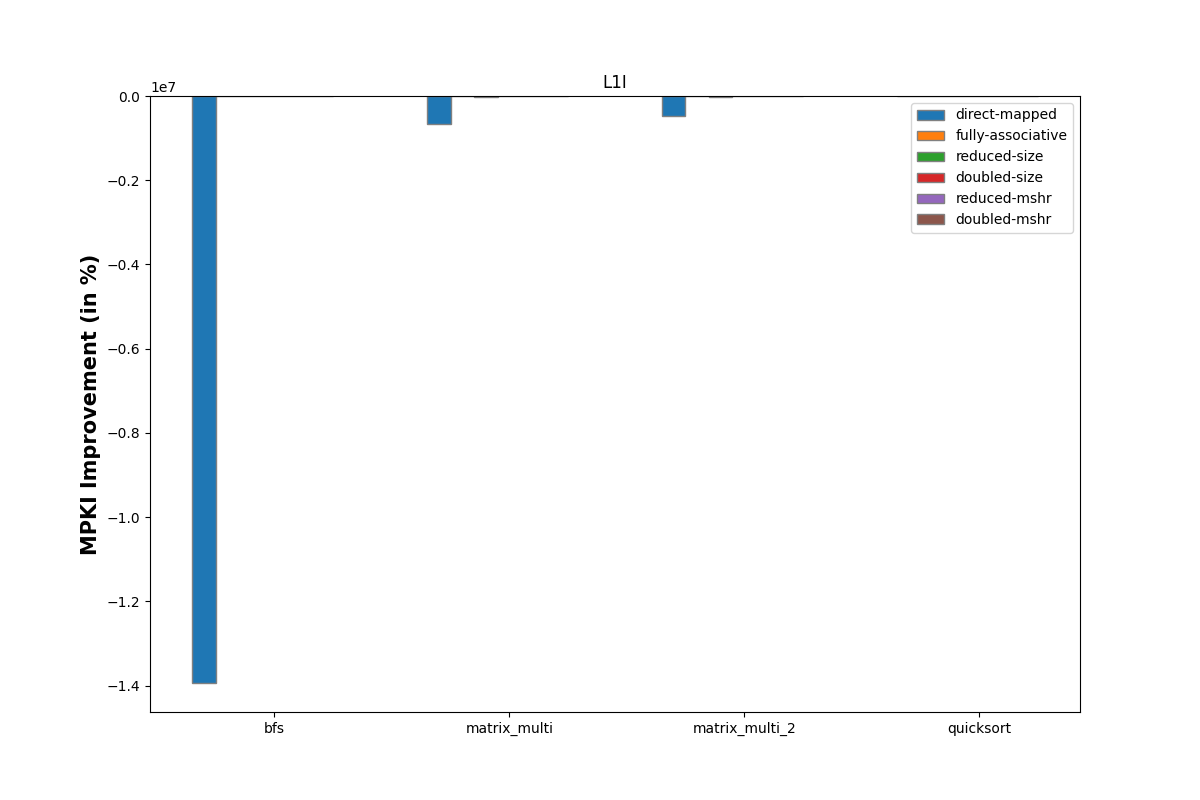 L1I
1e7
0.0
−0.2
−0.4
−0.6
−0.8
−1.0
−1.2
−1.4
MPKI Improvement (in %)
direct-mapped
fully-associative
reduced-size
doubled-size
reduced-mshr
doubled-mshr
bfs
matrix_multi
matrix_multi_2
quicksort